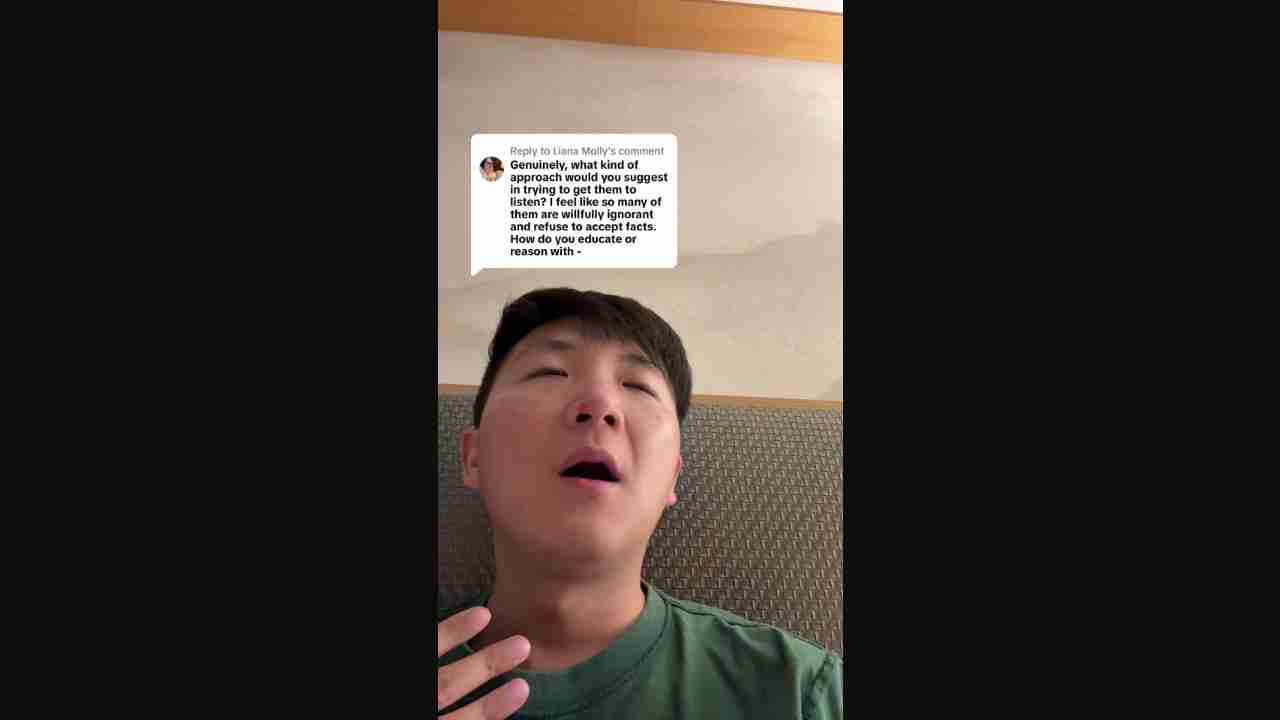 Reply to Liana Molly's comment
Genuinely, what kind of
approach would you suggest
in trying to get them to
listen? I feel like so many of
them are willfully ignorant
and refuse to accept facts.
How do you educate or
reason with -